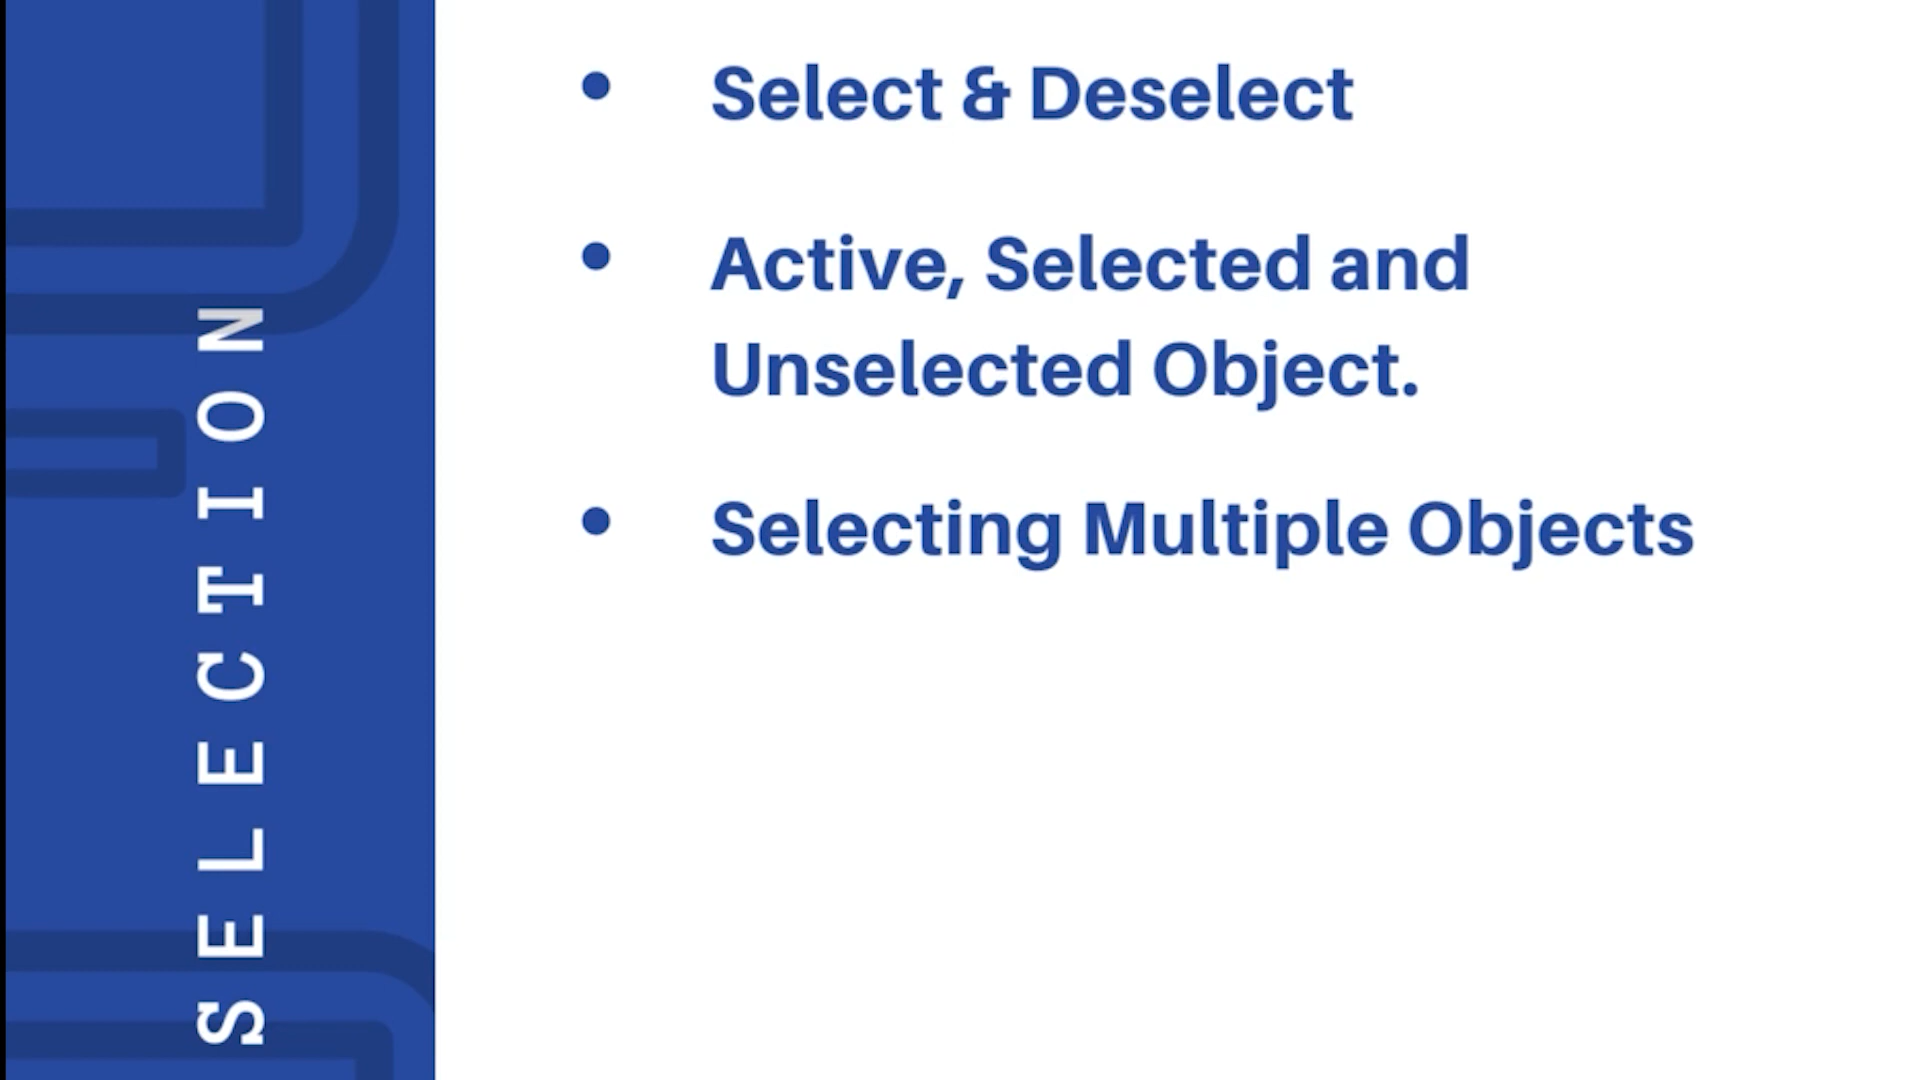 SELECTION
• Select & Deselect
• Active, Selected and
Unselected Object.
• Selecting Multiple Objects